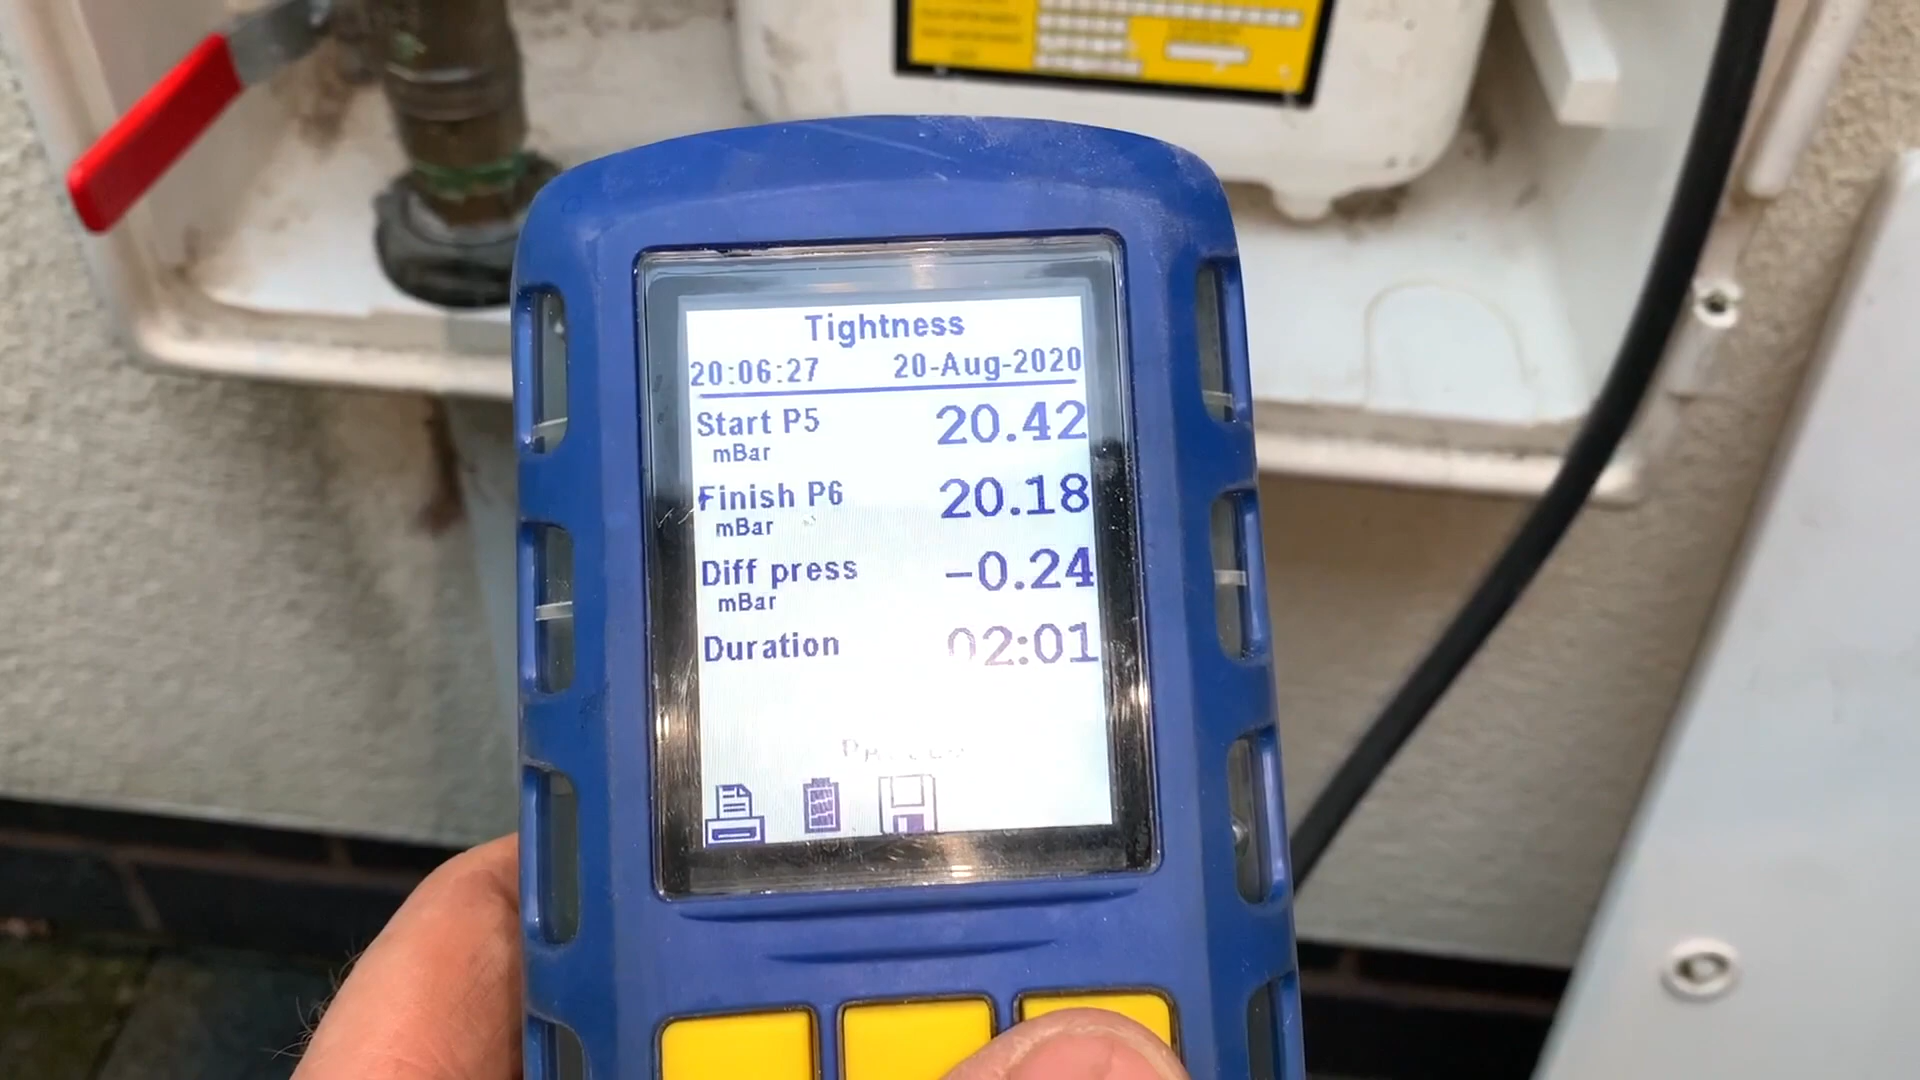 Tightness
20:06:27 20-Aug-2020
Start P5 20.42
mBar
Finish P6 20.18
mBar
Diff press -0.24
mBar
Duration 02:01